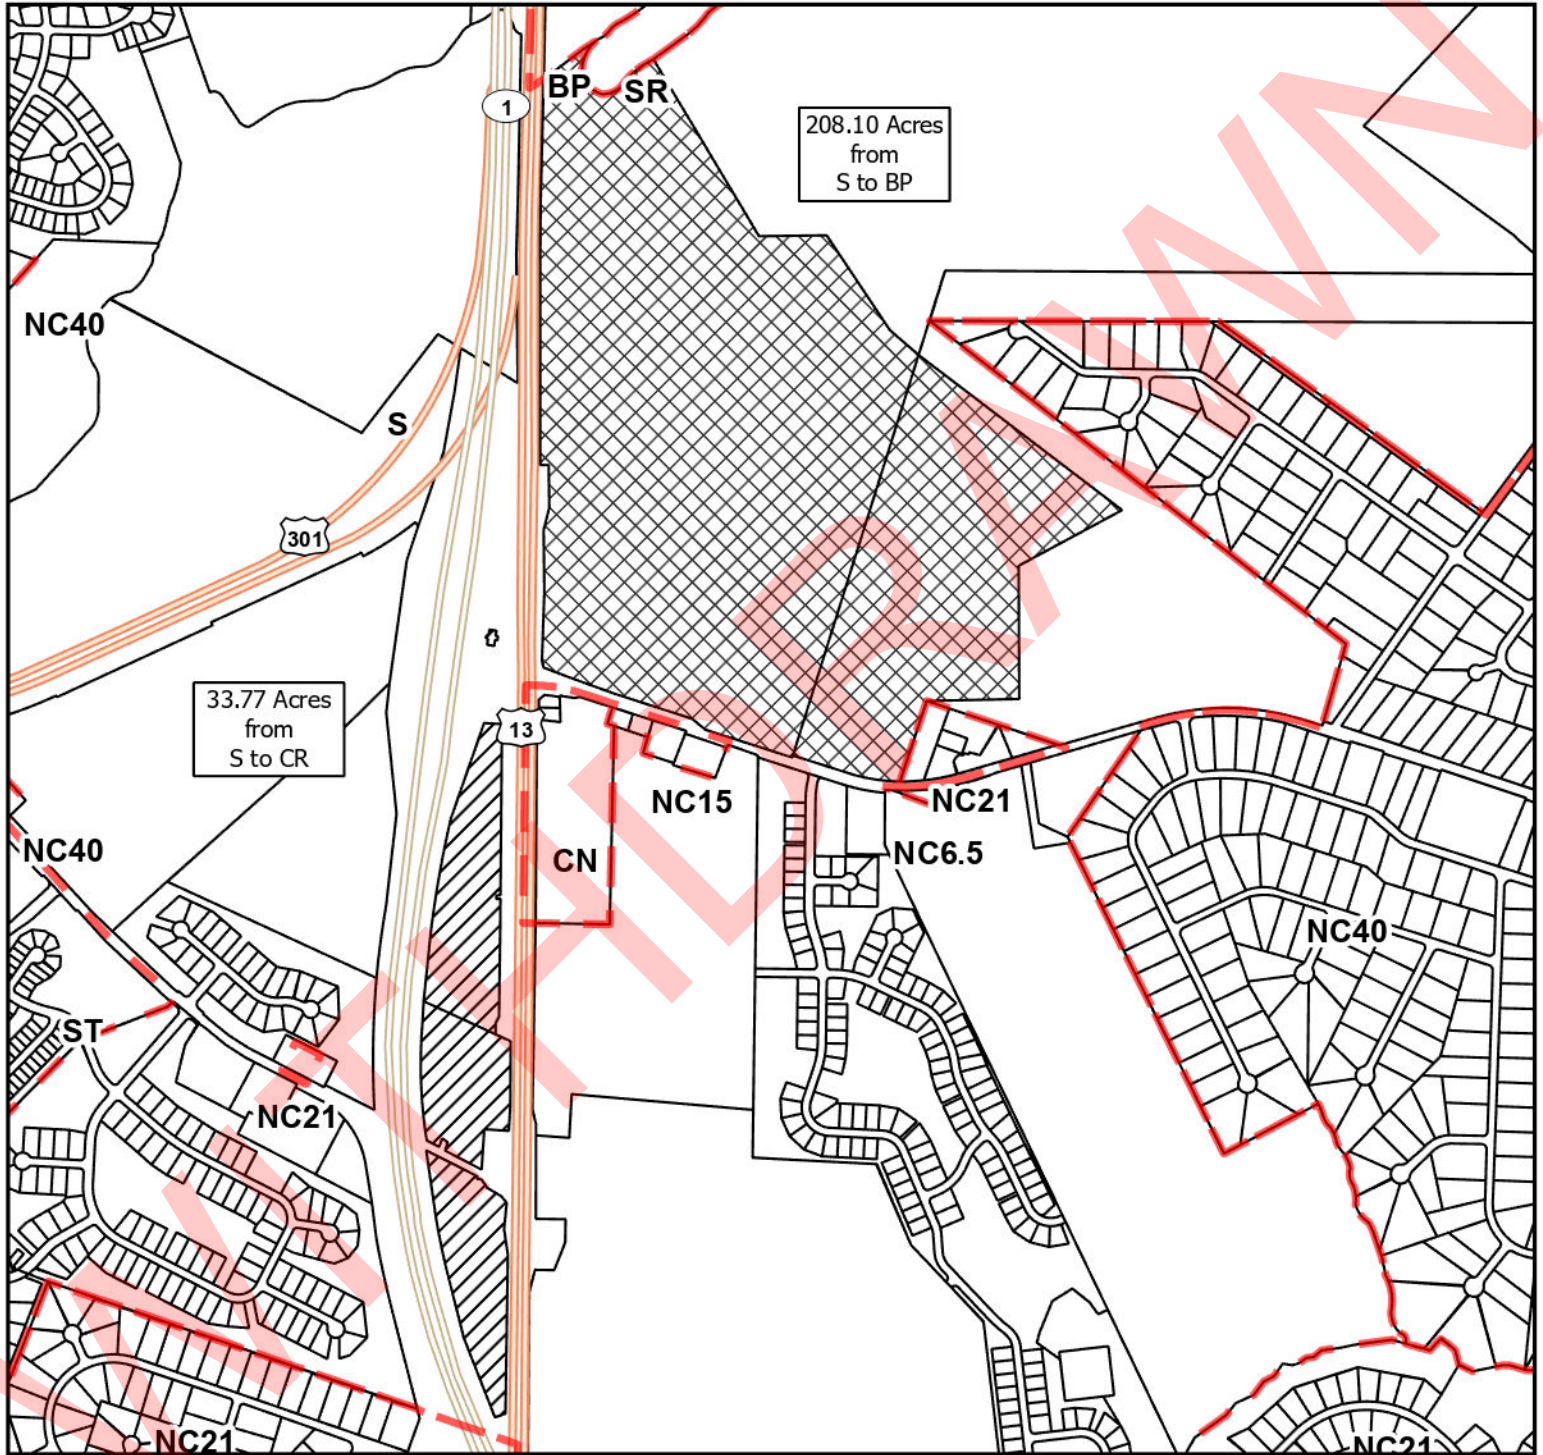 1
BP
SR
208.10 Acres
from
S to BP
NC40
S
301
33.77 Acres
from
S to CR
13
NC15
NC21
NC40
CN
NC6.5
NC40
ST
NC21
NC21
NC21
WITHDRAWN